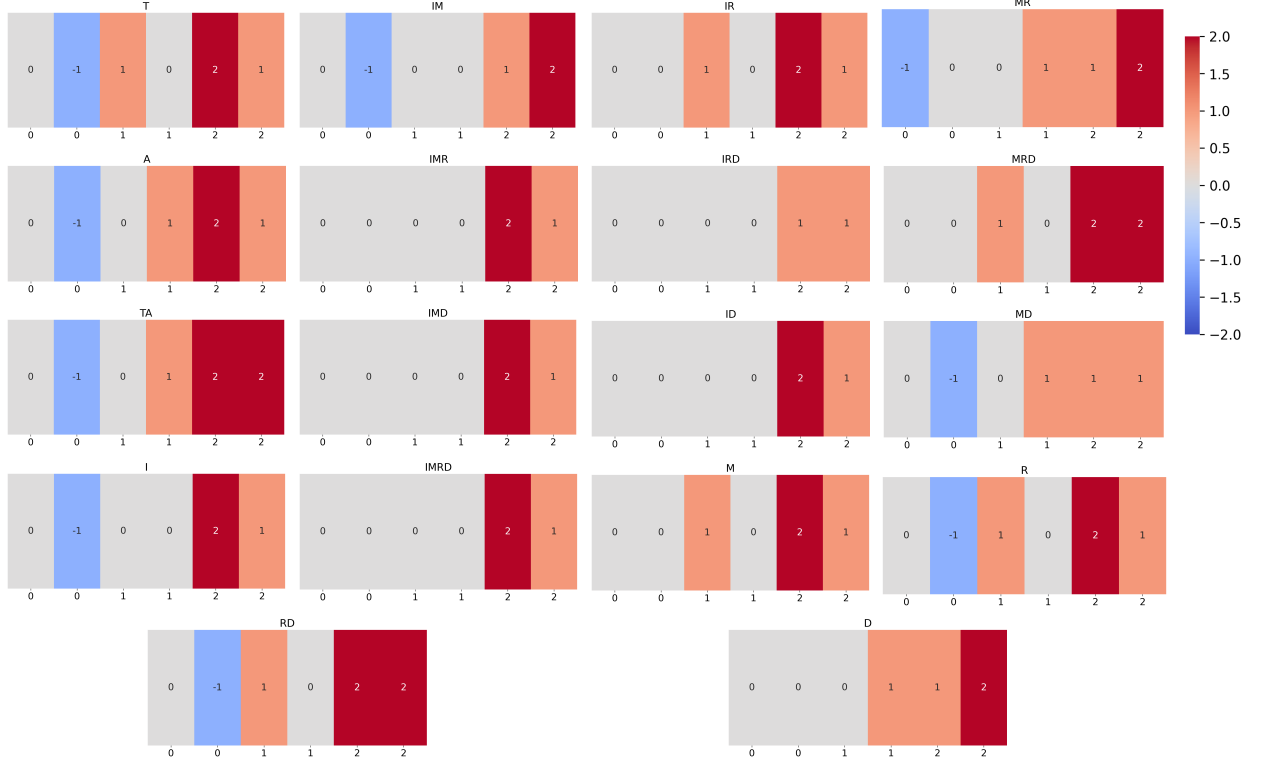 T IM IR MR
0 -1 1 0 2 1 0 -1 0 0 1 2 0 0 1 0 2 1 -1 0 0 1 1 2
0 0 1 1 2 2 0 0 1 1 2 2 0 0 1 1 2 2 0 0 1 1 2 2
A IMR IRD MRD
0 -1 0 1 2 1 0 0 0 0 2 1 0 0 0 0 1 1 0 0 1 0 2 2
0 0 1 1 2 2 0 0 1 1 2 2 0 0 1 1 2 2 0 0 1 1 2 2
TA IMD ID MD
0 -1 0 1 2 2 0 0 0 0 2 1 0 0 0 0 2 1 0 -1 0 1 1 1
0 0 1 1 2 2 0 0 1 1 2 2 0 0 1 1 2 2 0 0 1 1 2 2
I IMRD M R
0 -1 0 0 2 1 0 0 0 0 2 1 0 0 1 0 2 1 0 -1 1 0 2 1
0 0 1 1 2 2 0 0 1 1 2 2 0 0 1 1 2 2 0 0 1 1 2 2
RD D
0 -1 1 0 2 2 0 0 0 1 1 2
0 0 1 1 2 2 0 0 1 1 2 2
2.0
1.5
1.0
0.5
0.0
−0.5
−1.0
−1.5
−2.0